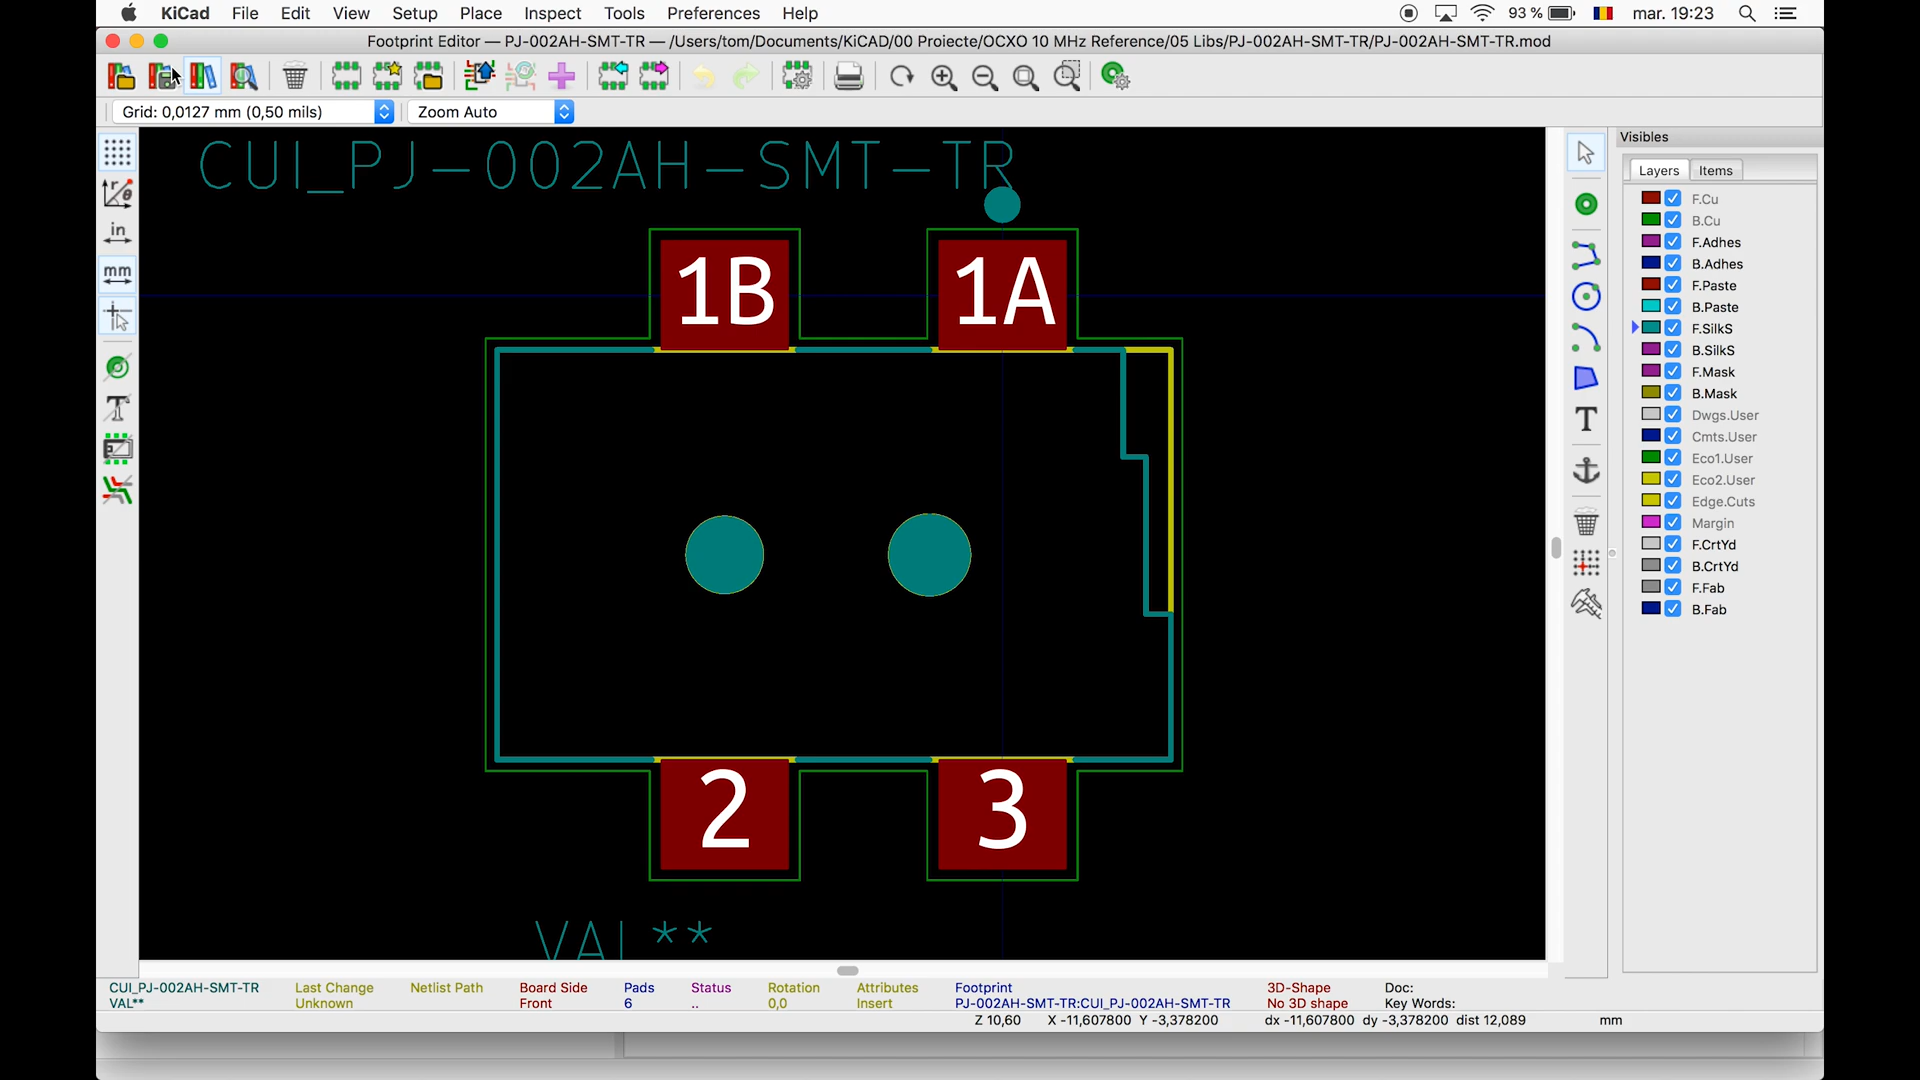 KiCad File Edit View Setup Place Inspect Tools Preferences Help 93 % mar. 19:23
Footprint Editor — PJ-002AH-SMT-TR — /Users/tom/Documents/KiCAD/00 Proiecte/OCXO 10 MHz Reference/05 Libs/PJ-002AH-SMT-TR/PJ-002AH-SMT-TR.mod
Grid: 0,0127 mm (0,50 mils) Zoom Auto
Visibles
Layers Items
in
mm
CUI_PJ-002AH-SMT-TR
1B 1A
2 3
VAL**
F.Cu
B.Cu
F.Adhes
B.Adhes
F.Paste
B.Paste
F.SilkS
B.SilkS
F.Mask
B.Mask
Dwgs.User
Cmts.User
Eco1.User
Eco2.User
Edge.Cuts
Margin
F.CrtYd
B.CrtYd
F.Fab
B.Fab
CUI_PJ-002AH-SMT-TR Last Change Netlist Path Board Side Pads Status Rotation Attributes Footprint 3D-Shape Doc:
VAL** Unknown Front 6 .. 0,0 Insert PJ-002AH-SMT-TR:CUI_PJ-002AH-SMT-TR No 3D shape Key Words:
Z 10,60 X -11,607800 Y -3,378200 dx -11,607800 dy -3,378200 dist 12,089 mm